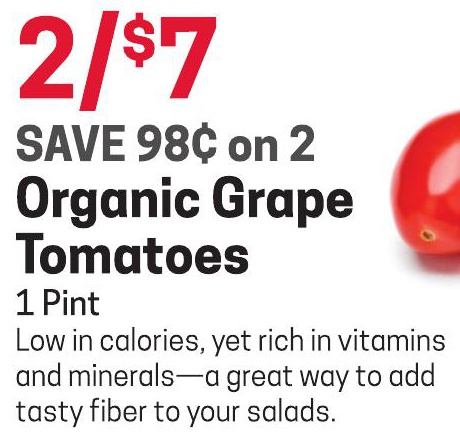 2/$7
SAVE 98¢ on 2
Organic Grape
Tomatoes
1 Pint
Low in calories, yet rich in vitamins
and minerals—a great way to add
tasty fiber to your salads.